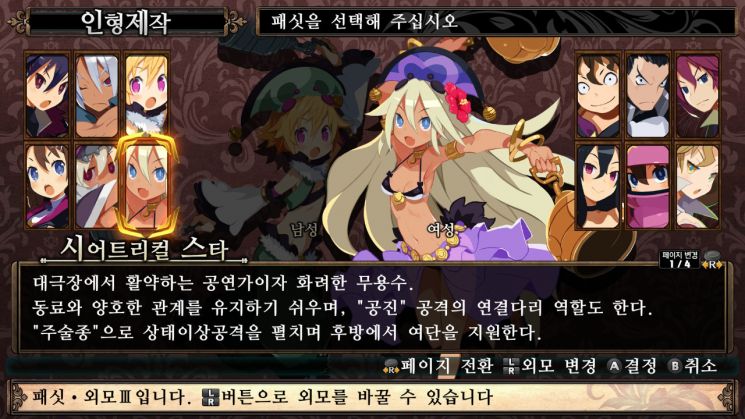 인형제작
패싯을 선택해 주십시오
남성
여성
시어트리컬 스타
페이지 변경
1/4 R
대극장에서 활약하는 공연가이자 화려한 무용수.
동료와 양호한 관계를 유지하기 쉬우며, "공진" 공격의 연결다리 역할도 한다.
"주술종"으로 상태이상공격을 펼치며 후방에서 여단을 지원한다.
R 페이지 전환 L R 외모 변경 A 결정 B 취소
패싯・외모Ⅲ입니다. L R 버튼으로 외모를 바꿀 수 있습니다